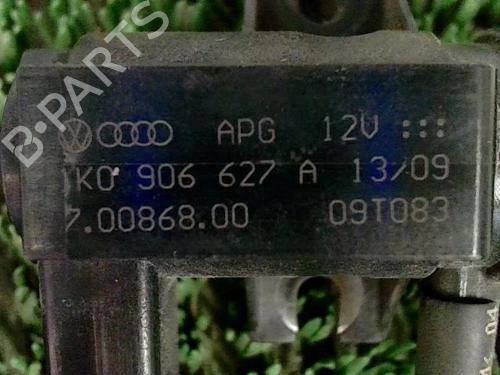 B-PARTS
APG 12V :::
1K0 906 627 A 13/09
7.00868.00 09T083